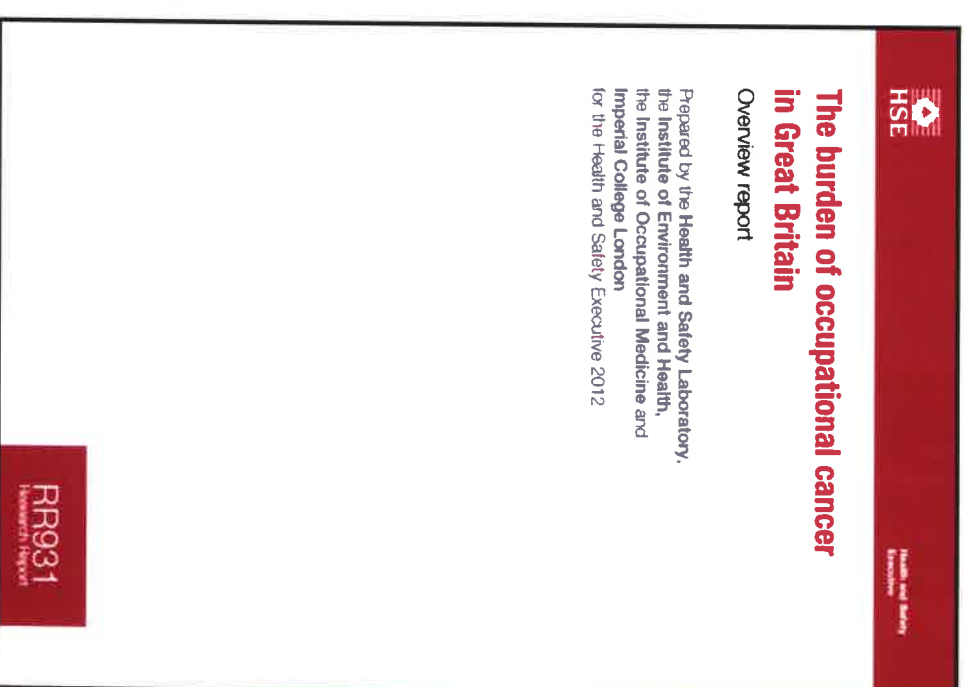 HSE
Health and Safety
Executive
The burden of occupational cancer
in Great Britain
Overview report
Prepared by the Health and Safety Laboratory,
the Institute of Environment and Health,
the Institute of Occupational Medicine and
Imperial College London
for the Health and Safety Executive 2012
RR931
Research Report